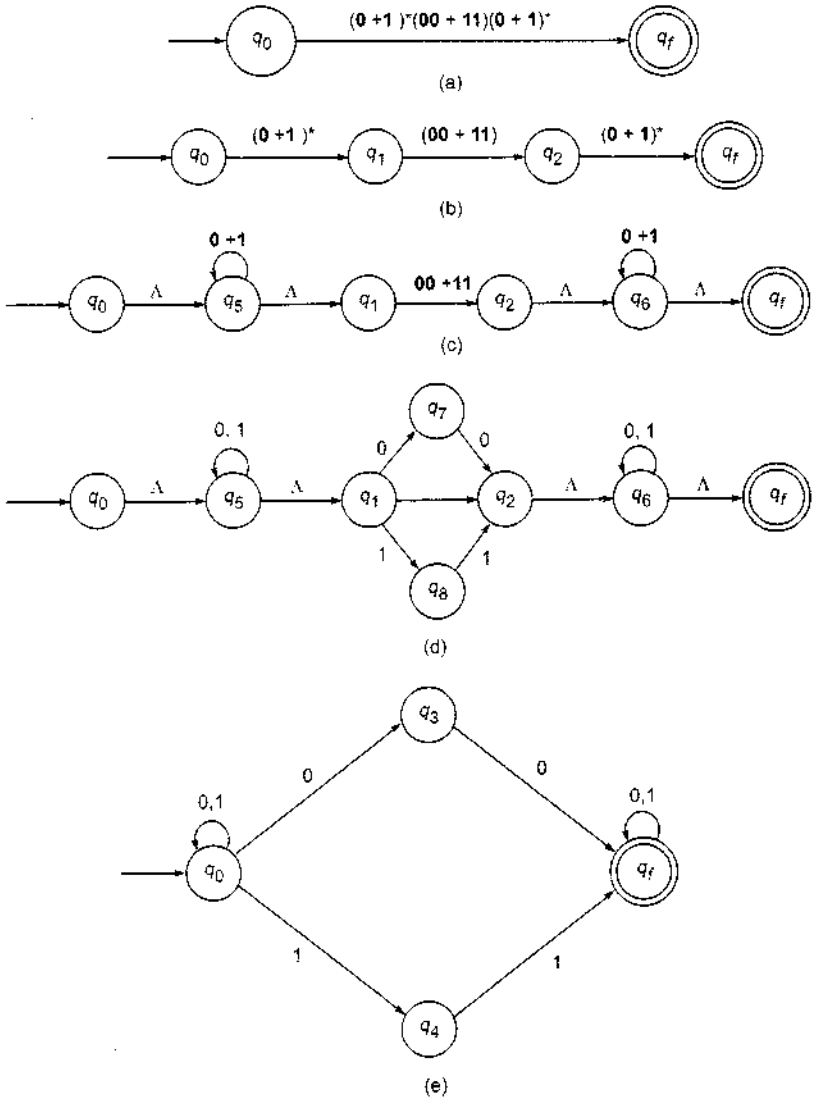 (0 +1 )*(00 + 11)(0 + 1)*
q0 qf
(a)
(0 +1 )* (00 + 11) (0 + 1)*
q0 q1 q2 qf
(b)
0 +1 0 +1
Λ Λ 00 +11 Λ Λ
q0 q5 q1 q2 q6 qf
(c)
q7
0, 1 0 0 0, 1
Λ Λ Λ Λ
q0 q5 q1 q2 q6 qf
1 1
q8
(d)
q3
0 0
0,1 0,1
q0 qf
1 1
q4
(e)